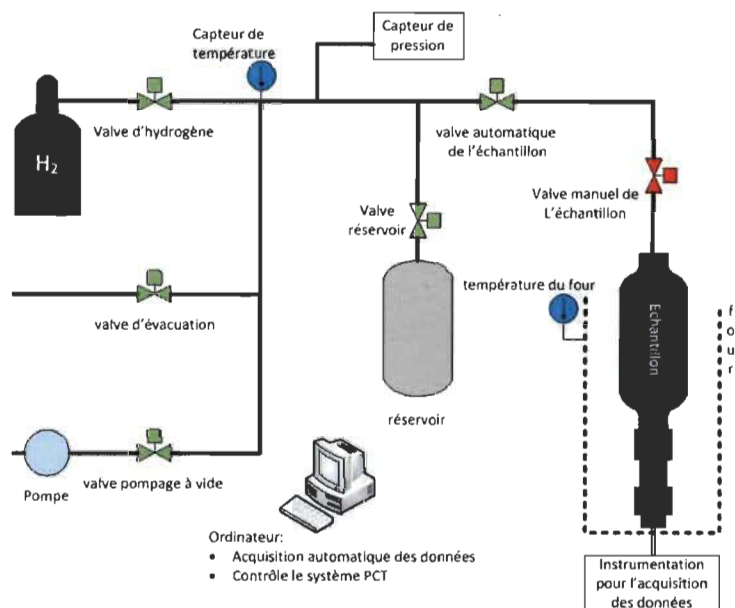 Capteur de
température
Capteur de
pression
Valve d'hydrogène
valve automatique
de l'échantillon
H2
Valve manuel de
L'échantillon
Valve
réservoir
température du four
valve d'évacuation
Echantillon
f
o
u
r
réservoir
Pompe
valve pompage à vide
Ordinateur:
• Acquisition automatique des données
• Contrôle le système PCT
Instrumentation
pour l'acquisition
des données